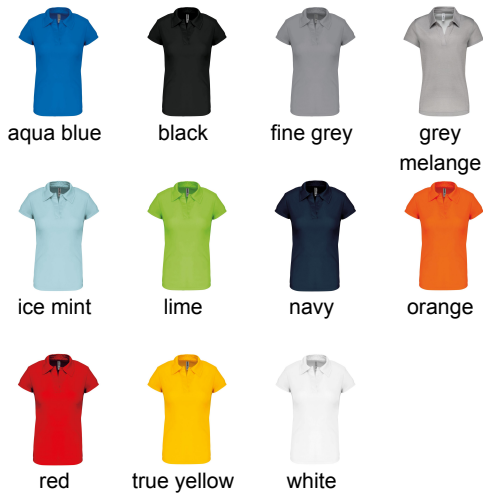 aqua blue
black
fine grey
grey
melange
ice mint
lime
navy
orange
red
true yellow
white